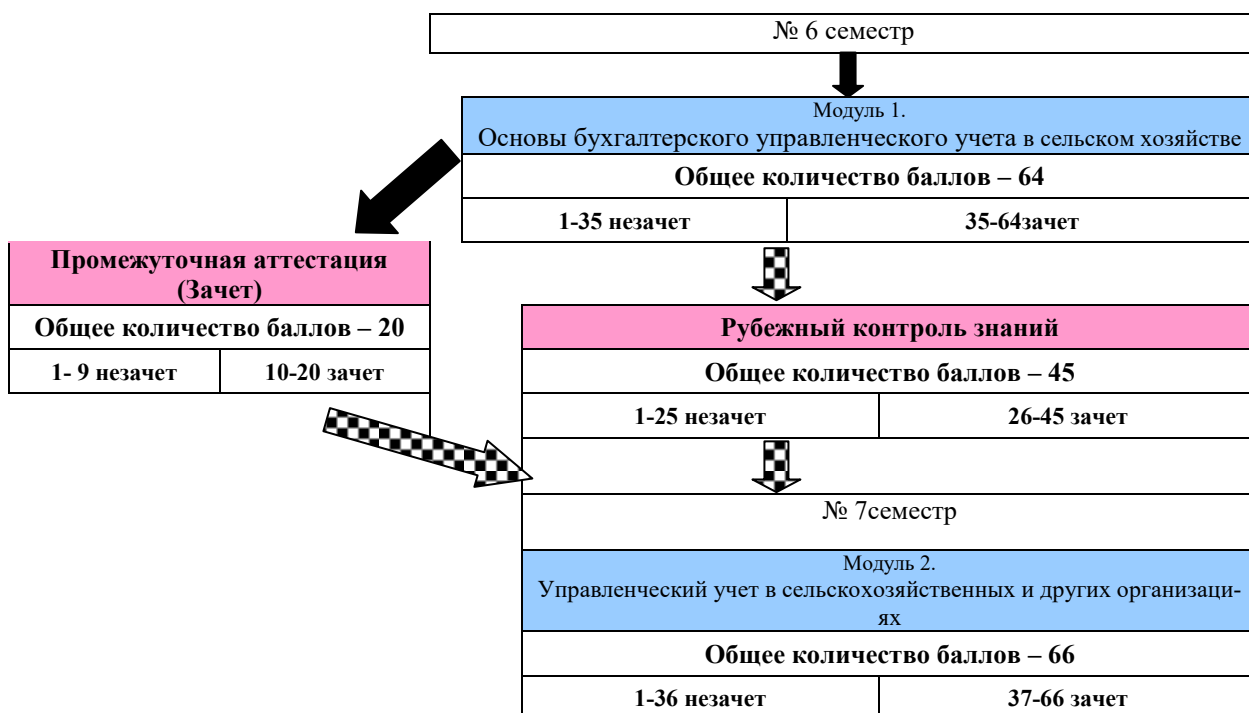 № 6 семестр
Модуль 1.
Основы бухгалтерского управленческого учета в сельском хозяйстве
Общее количество баллов – 64
1-35 незачет
35-64зачет
Промежуточная аттестация
(Зачет)
Общее количество баллов – 20
1- 9 незачет
10-20 зачет
Рубежный контроль знаний
Общее количество баллов – 45
1-25 незачет
26-45 зачет
№ 7семестр
Модуль 2.
Управленческий учет в сельскохозяйственных и других организаци-
ях
Общее количество баллов – 66
1-36 незачет
37-66 зачет